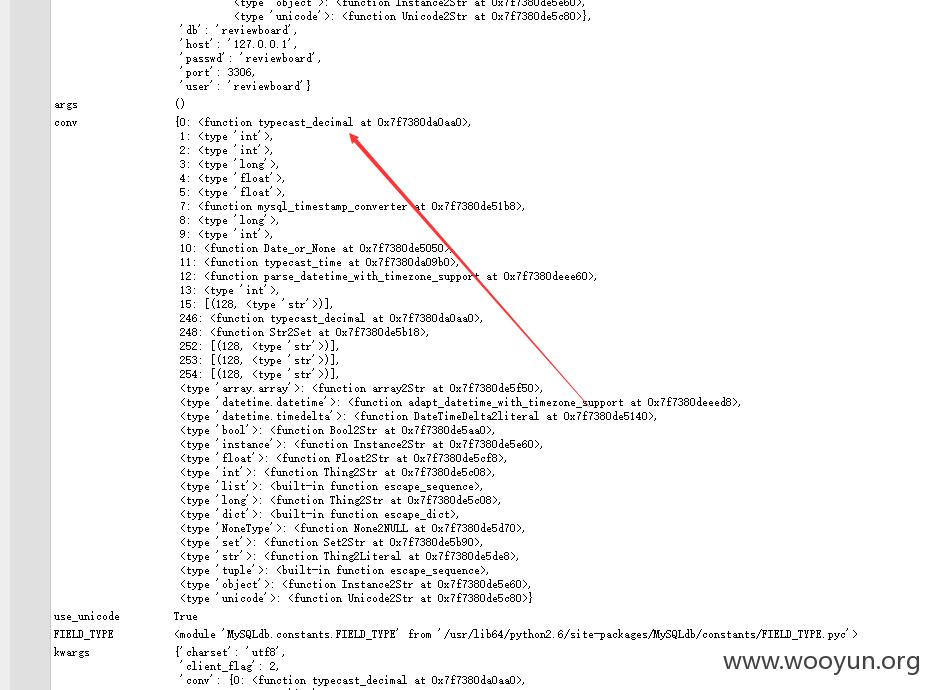 <type 'object'>: <function Instance2Str at 0x7f7380de5e60>,
<type 'unicode'>: <function Unicode2Str at 0x7f7380de5c80>},
'db': 'reviewboard',
'host': '127.0.0.1',
'passwd': 'reviewboard',
'port': 3306,
'user': 'reviewboard'}
args ()
conv {0: <function typecast_decimal at 0x7f7380da0aa0>,
1: <type 'int'>,
2: <type 'int'>,
3: <type 'long'>,
4: <type 'float'>,
5: <type 'float'>,
7: <function mysql_timestamp_converter at 0x7f7380de51b8>,
8: <type 'long'>,
9: <type 'int'>,
10: <function Date_or_None at 0x7f7380de5050>,
11: <function typecast_time at 0x7f7380da09b0>,
12: <function parse_datetime_with_timezone_support at 0x7f7380deee60>,
13: <type 'int'>,
15: [(128, <type 'str'>)],
246: <function typecast_decimal at 0x7f7380da0aa0>,
248: <function Str2Set at 0x7f7380de5b18>,
252: [(128, <type 'str'>)],
253: [(128, <type 'str'>)],
254: [(128, <type 'str'>)],
<type 'array.array'>: <function array2Str at 0x7f7380de5f50>,
<type 'datetime.datetime'>: <function adapt_datetime_with_timezone_support at 0x7f7380deeed8>,
<type 'datetime.timedelta'>: <function DateTimeDelta2literal at 0x7f7380de5140>,
<type 'bool'>: <function Bool2Str at 0x7f7380de5aa0>,
<type 'instance'>: <function Instance2Str at 0x7f7380de5e60>,
<type 'float'>: <function Float2Str at 0x7f7380de5cf8>,
<type 'int'>: <function Thing2Str at 0x7f7380de5c08>,
<type 'list'>: <built-in function escape_sequence>,
<type 'long'>: <function Thing2Str at 0x7f7380de5c08>,
<type 'dict'>: <built-in function escape_dict>,
<type 'NoneType'>: <function None2NULL at 0x7f7380de5d70>,
<type 'set'>: <function Set2Str at 0x7f7380de5b90>,
<type 'str'>: <function Thing2Literal at 0x7f7380de5de8>,
<type 'tuple'>: <built-in function escape_sequence>,
<type 'object'>: <function Instance2Str at 0x7f7380de5e60>,
<type 'unicode'>: <function Unicode2Str at 0x7f7380de5c80>}
use_unicode True
FIELD_TYPE <module 'MySQLdb.constants.FIELD_TYPE' from '/usr/lib64/python2.6/site-packages/MySQLdb/constants/FIELD_TYPE.pyc'>
kwargs {'charset': 'utf8',
'client_flag': 2,
'conv': {0: <function typecast_decimal at 0x7f7380da0aa0>,
www.wooyun.org